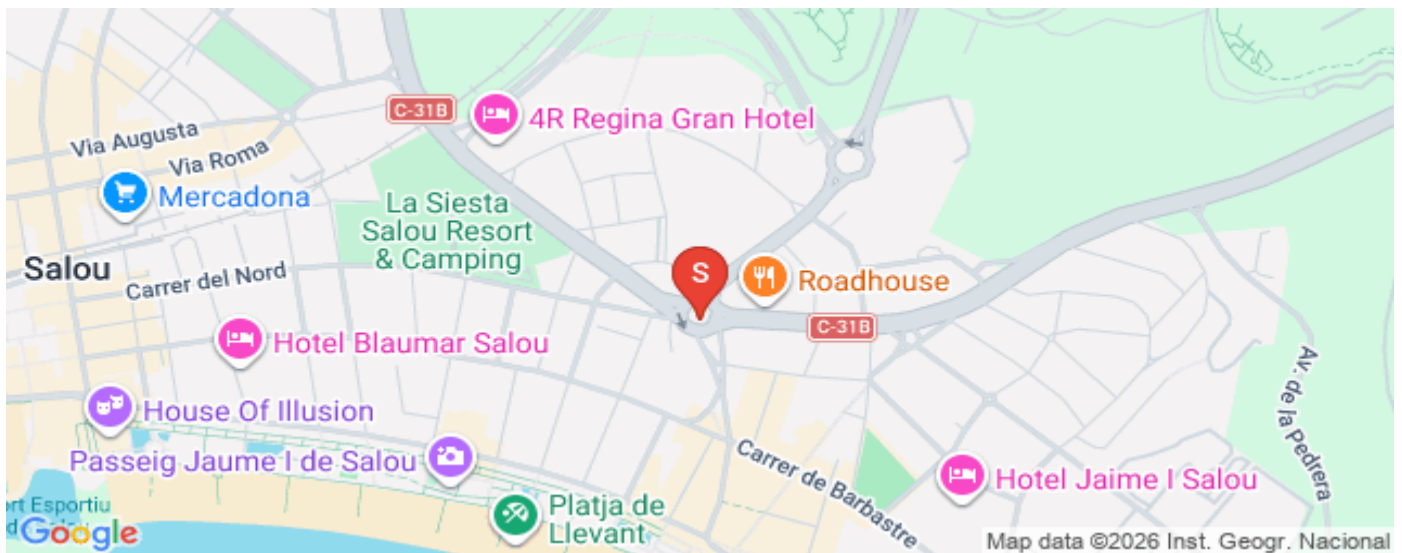 C-31B
4R Regina Gran Hotel
Via Augusta
Via Roma
Mercadona
La Siesta
Salou Resort
& Camping
Salou
Carrer del Nord
S
Roadhouse
C-31B
Hotel Blaumar Salou
House Of Illusion
Passeig Jaume I de Salou
Av. de la Pedrera
Carrer de Barbastre
Hotel Jaime I Salou
Platja de
Llevant
Esportiu
Google
Map data ©2026 Inst. Geogr. Nacional